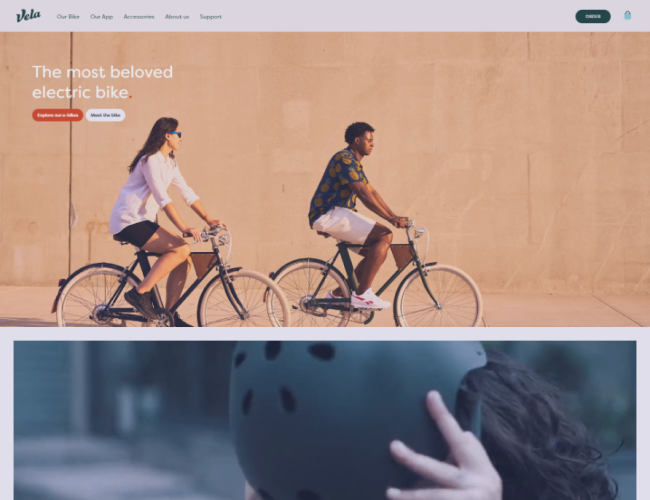 Vela
Our Bike
Our App
Accessories
About us
Support
The most beloved
electric bike.
Explore our e-bikes
Meet the bike